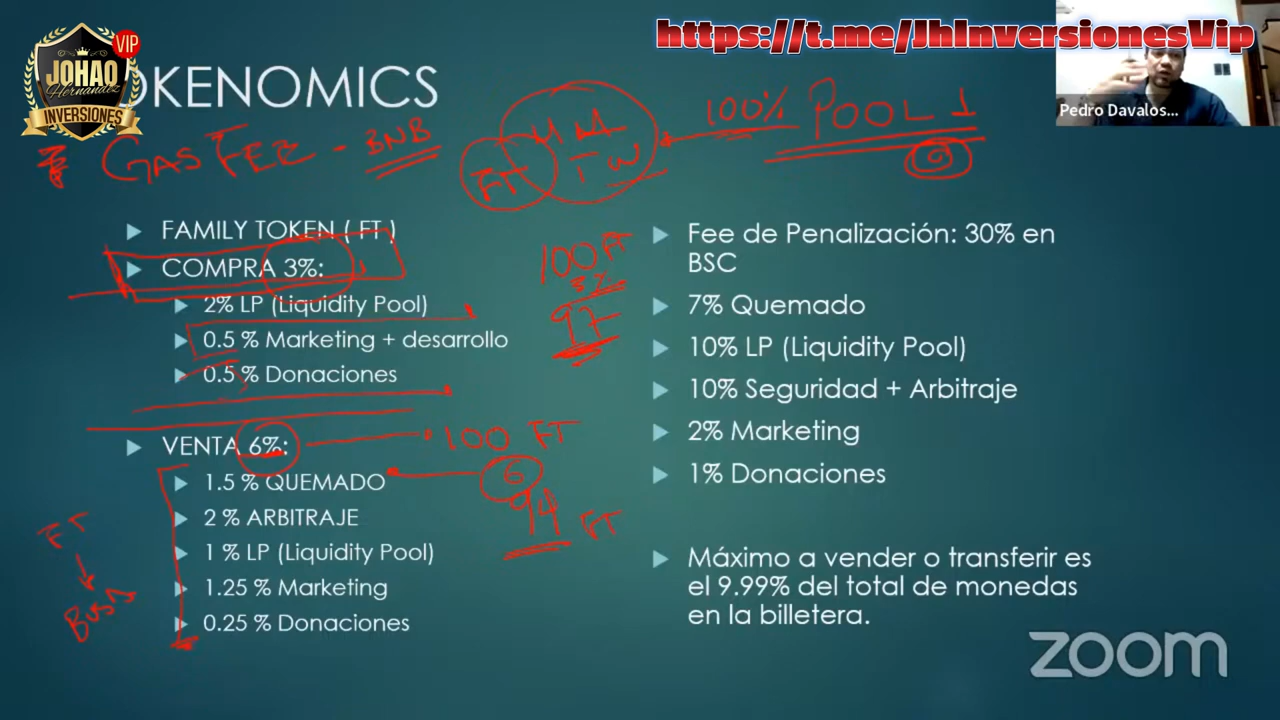 https://t.me/JhInversionesVip
VIP
JOHAO
Hernandez
INVERSIONES
OKENOMICS
Pedro Davalos...
GAS FEE - BNB
FT
100% POOL 1
FAMILY TOKEN ( FT )
COMPRA 3%:
2% LP (Liquidity Pool)
0.5 % Marketing + desarrollo
0.5 % Donaciones
100 FT
3%
97
VENTA 6%:
100 FT
6
94 FT
1.5 % QUEMADO
2 % ARBITRAJE
1 % LP (Liquidity Pool)
1.25 % Marketing
0.25 % Donaciones
FT
Fee de Penalización: 30% en
BSC
7% Quemado
10% LP (Liquidity Pool)
10% Seguridad + Arbitraje
2% Marketing
1% Donaciones
Máximo a vender o transferir es
el 9.99% del total de monedas
en la billetera.
zoom